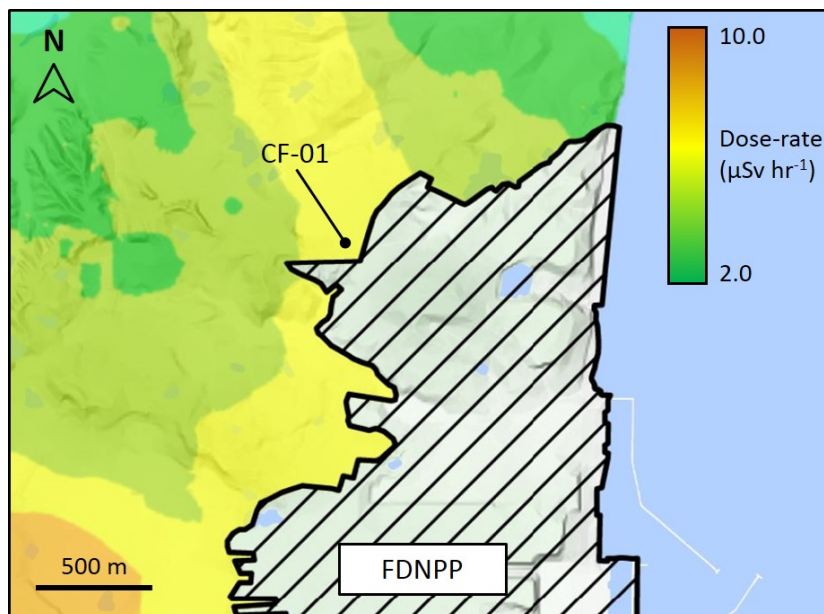 N
10.0
CF-01
Dose-rate
(µSv hr⁻¹)
2.0
500 m
FDNPP